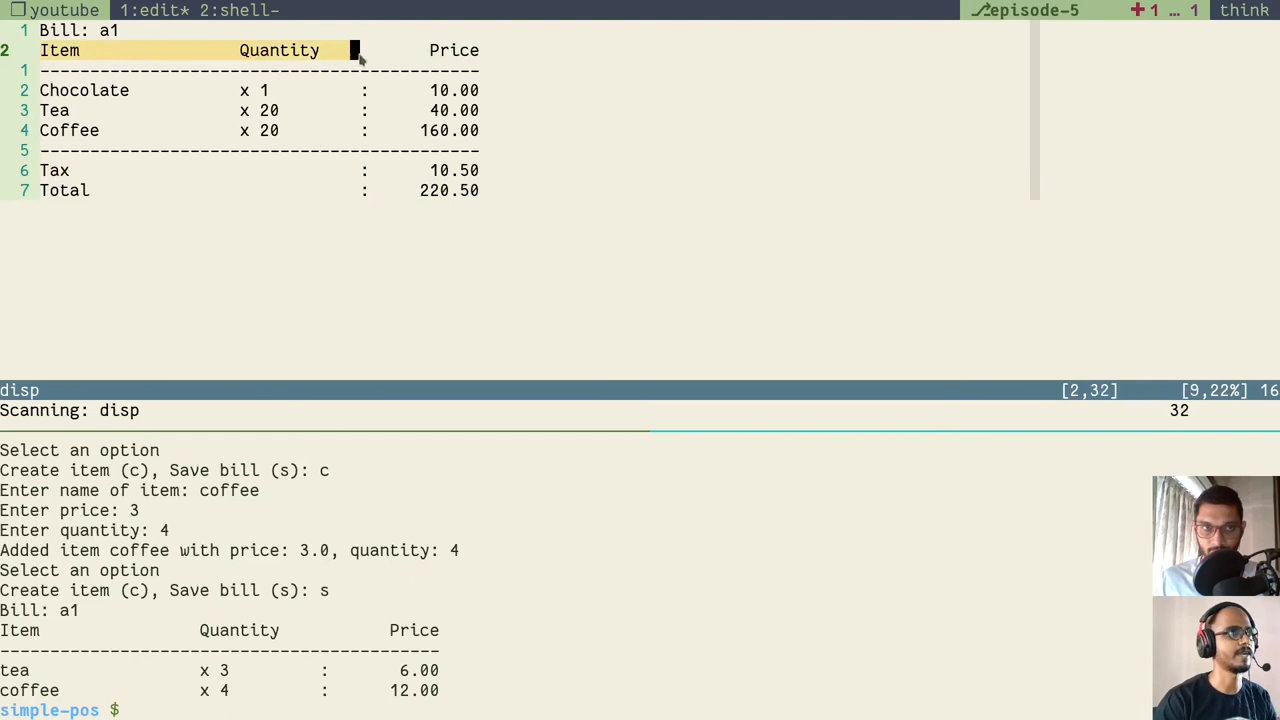 ❐ youtube 1:edit* 2:shell- ⎇episode-5 ✚1 … 1 think
1 Bill: a1
2 Item Quantity Price
1 --------------------------------------------
2 Chocolate x 1 : 10.00
3 Tea x 20 : 40.00
4 Coffee x 20 : 160.00
5 --------------------------------------------
6 Tax : 10.50
7 Total : 220.50
disp [2,32] [9,22%] 16
Scanning: disp 32
Select an option
Create item (c), Save bill (s): c
Enter name of item: coffee
Enter price: 3
Enter quantity: 4
Added item coffee with price: 3.0, quantity: 4
Select an option
Create item (c), Save bill (s): s
Bill: a1
Item Quantity Price
--------------------------------------------
tea x 3 : 6.00
coffee x 4 : 12.00
simple-pos $